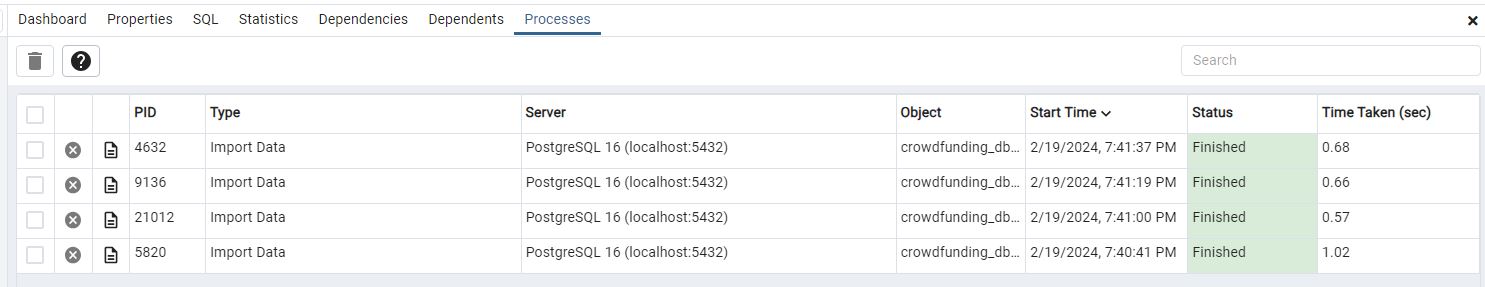 Dashboard Properties SQL Statistics Dependencies Dependents Processes
Search
PID Type Server Object Start Time Status Time Taken (sec)
4632 Import Data PostgreSQL 16 (localhost:5432) crowdfunding_db... 2/19/2024, 7:41:37 PM Finished 0.68
9136 Import Data PostgreSQL 16 (localhost:5432) crowdfunding_db... 2/19/2024, 7:41:19 PM Finished 0.66
21012 Import Data PostgreSQL 16 (localhost:5432) crowdfunding_db... 2/19/2024, 7:41:00 PM Finished 0.57
5820 Import Data PostgreSQL 16 (localhost:5432) crowdfunding_db... 2/19/2024, 7:40:41 PM Finished 1.02